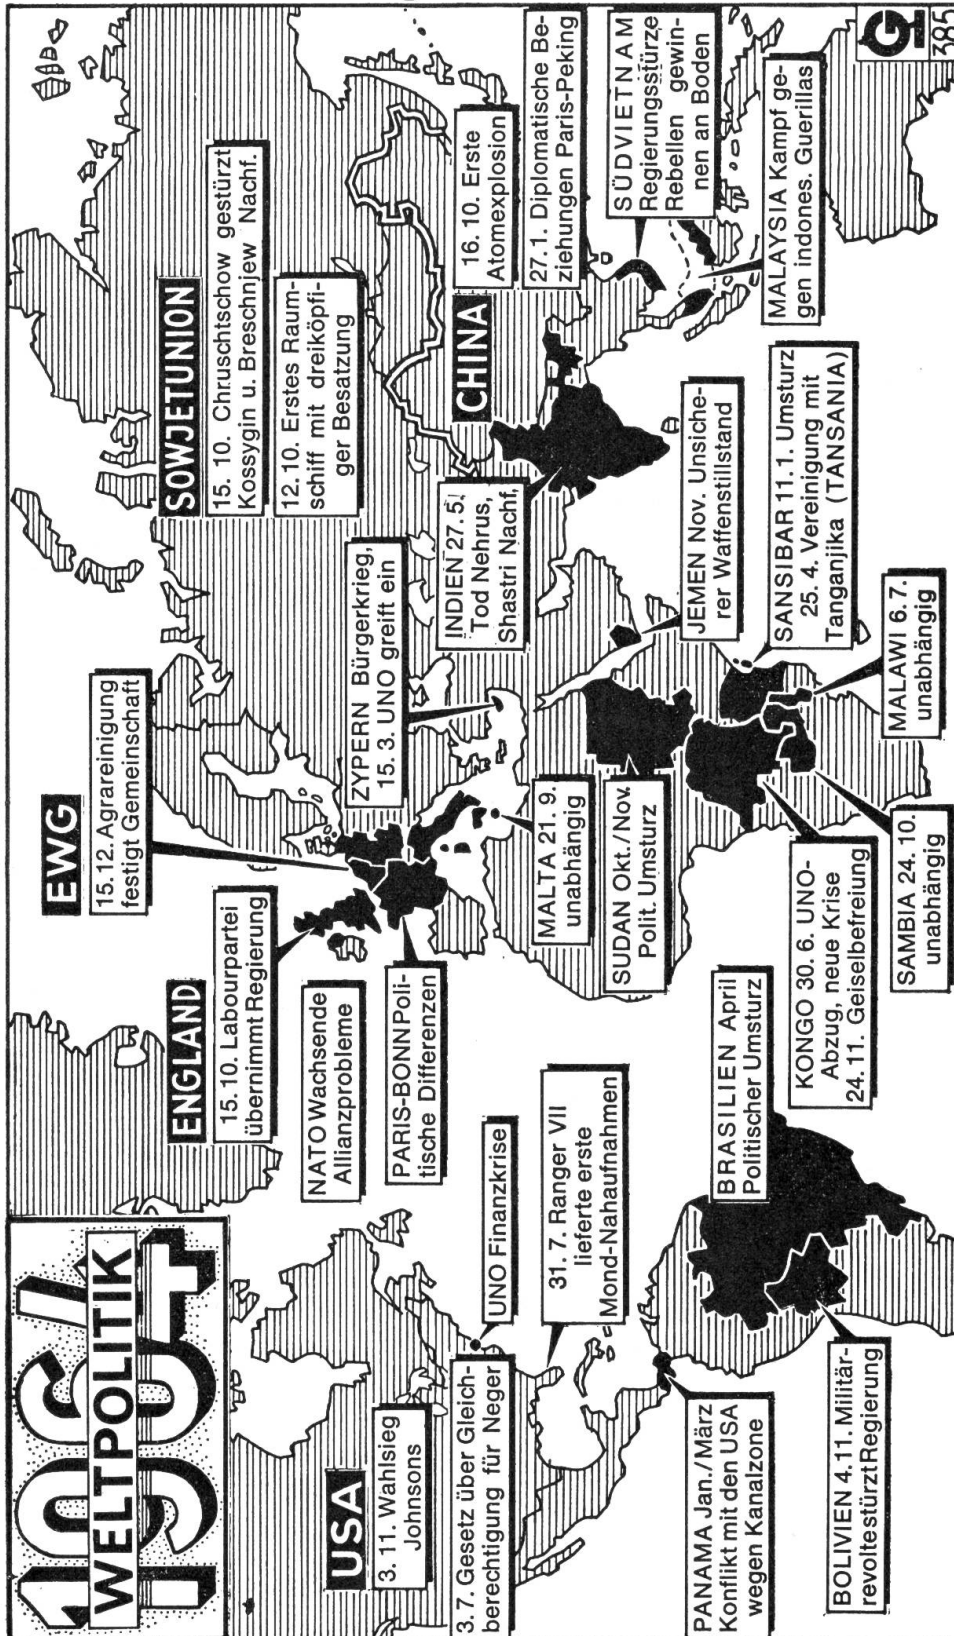 1964
WELTPOLITIK
USA
3. 11. Wahlsieg
Johnsons
3. 7. Gesetz über Gleich-
berechtigung für Neger
UNO Finanzkrise
31. 7. Ranger VII
lieferte erste
Mond-Nahaufnahmen
PANAMA Jan./März
Konflikt mit den USA
wegen Kanalzone
BOLIVIEN 4.11. Militär-
revolte stürzt Regierung
BRASILIEN April
Politischer Umsturz
ENGLAND
15. 10. Labourpartei
übernimmt Regierung
NATO Wachsende
Allianzprobleme
PARIS-BONN Poli-
tische Differenzen
EWG
15. 12. Agrareinigung
festigt Gemeinschaft
ZYPERN Bürgerkrieg,
15. 3. UNO greift ein
MALTA 21. 9.
unabhängig
SUDAN Okt./Nov.
Polit. Umsturz
KONGO 30. 6. UNO-
Abzug, neue Krise
24. 11. Geiselbefreiung
SAMBIA 24. 10.
unabhängig
MALAWI 6. 7.
unabhängig
SANSIBAR 11. 1. Umsturz
25. 4. Vereinigung mit
Tanganjika (TANSANIA)
JEMEN Nov. Unsiche-
rer Waffenstillstand
INDIEN 27. 5.
Tod Nehrus,
Shastri Nachf,
SOWJETUNION
15. 10. Chruschtschow gestürzt
Kossygin u. Breschnjew Nachf.
12. 10. Erstes Raum-
schiff mit dreiköpfi-
ger Besatzung
CHINA
16. 10. Erste
Atomexplosion
27. 1. Diplomatische Be-
ziehungen Paris-Peking
SÜDVIETNAM
Regierungsstürze
Rebellen gewin-
nen an Boden
MALAYSIA Kampf ge-
gen indones. Guerillas
G
385